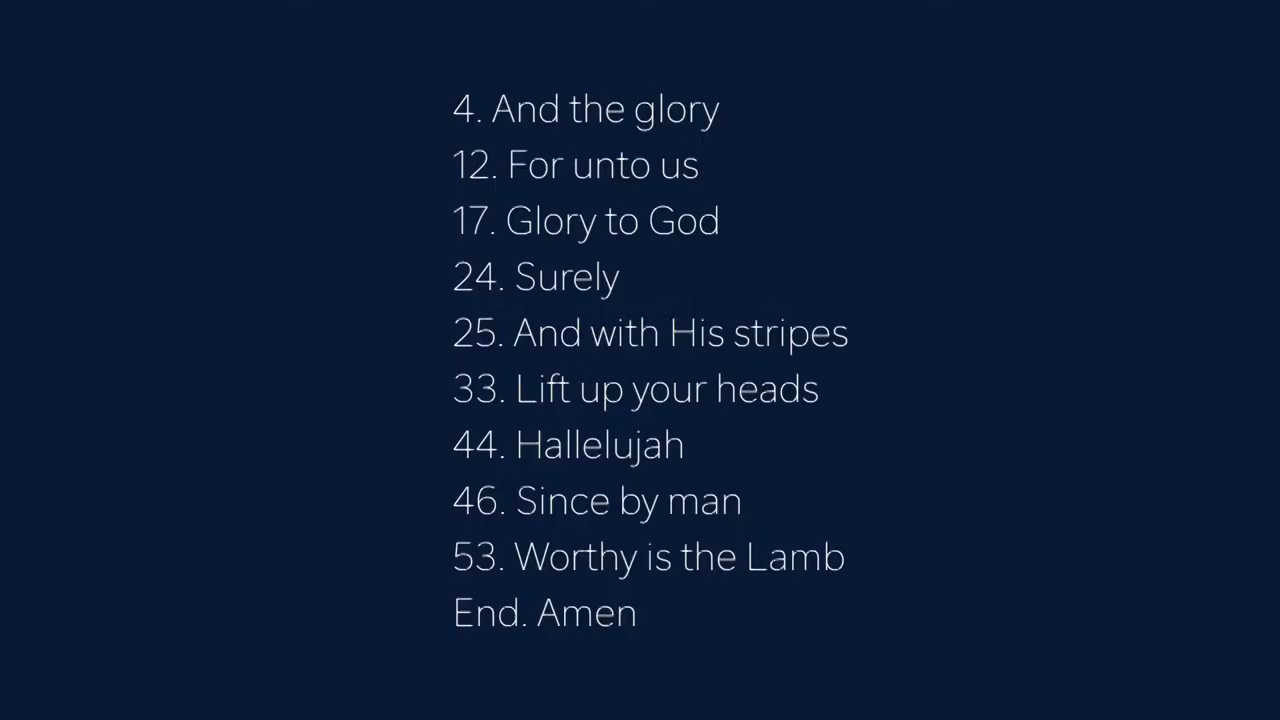 4. And the glory
12. For unto us
17. Glory to God
24. Surely
25. And with His stripes
33. Lift up your heads
44. Hallelujah
46. Since by man
53. Worthy is the Lamb
End. Amen